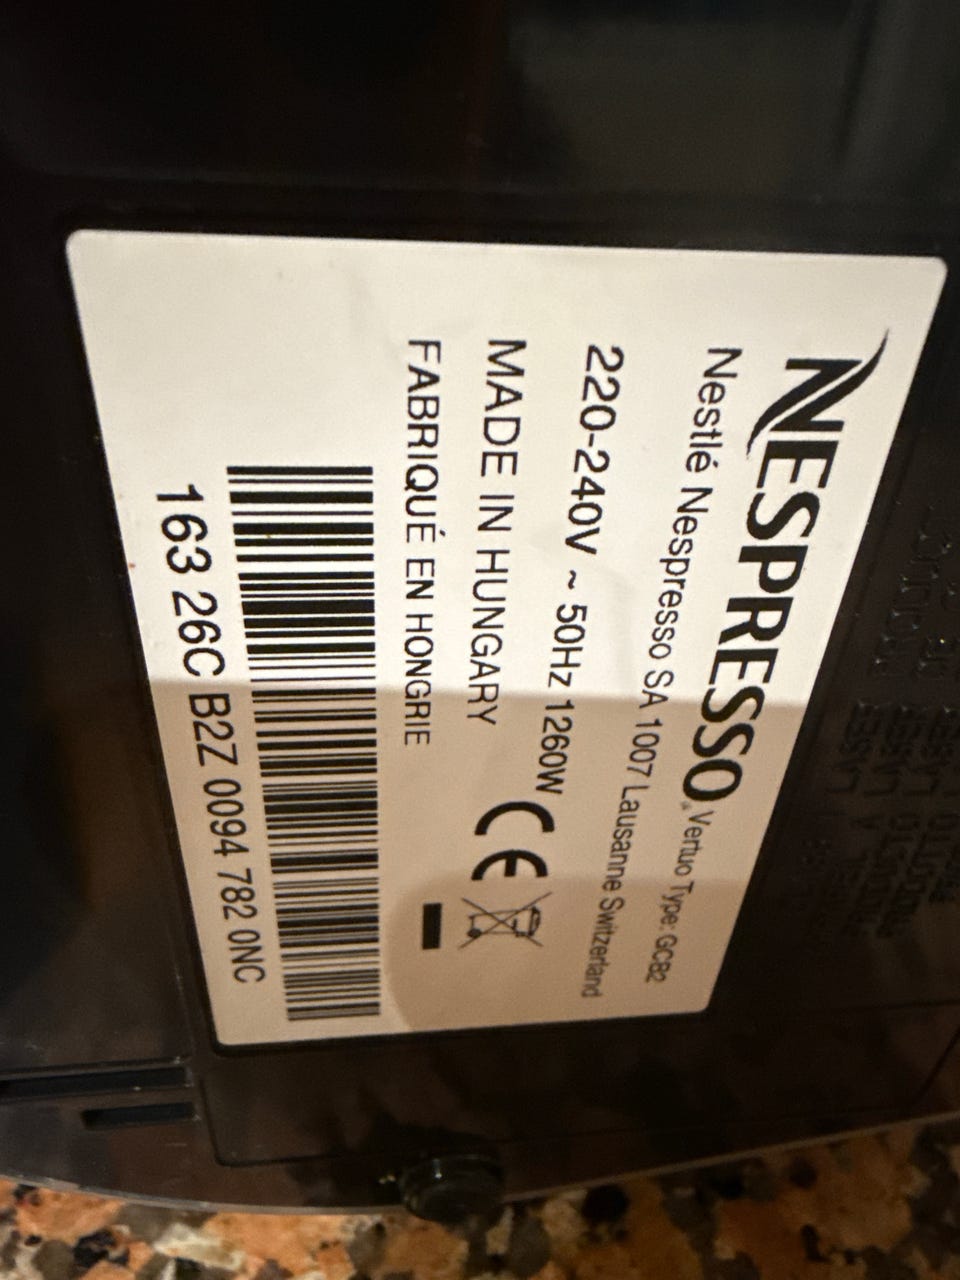 NESPRESSO
Vertuo Type: GCB2
Nestlé Nespresso SA 1007 Lausanne Switzerland
220-240V ~ 50Hz 1260W
MADE IN HUNGARY
FABRIQUÉ EN HONGRIE
CE
163 26C B2Z 0094 782 0NC